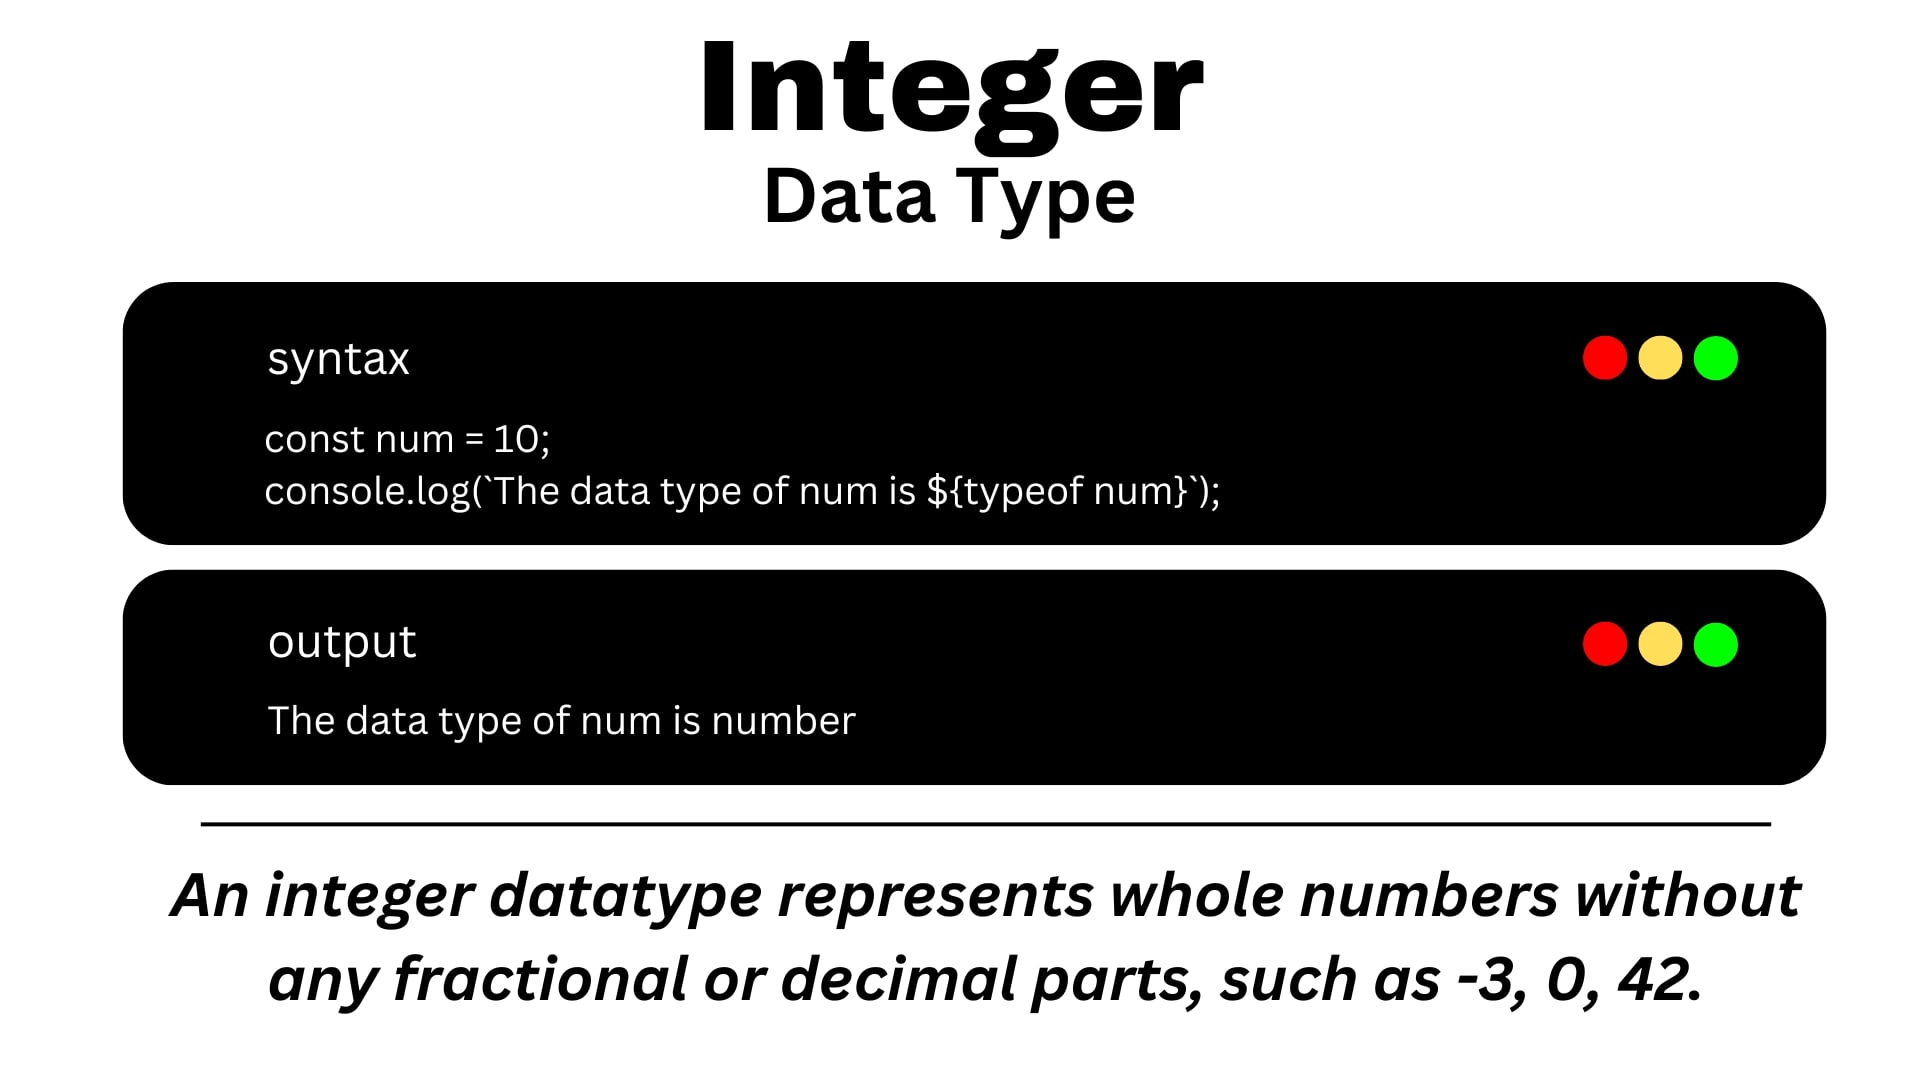 Integer
Data Type
syntax
const num = 10;
console.log(`The data type of num is ${typeof num}`);
output
The data type of num is number
An integer datatype represents whole numbers without
any fractional or decimal parts, such as -3, 0, 42.